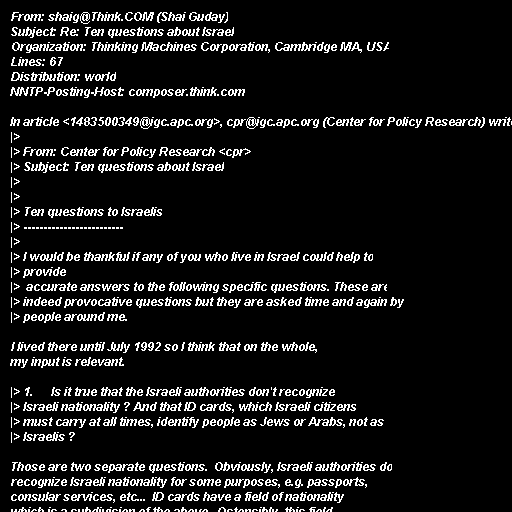 From: shaig@Think.COM (Shai Guday)
Subject: Re: Ten questions about Israel
Organization: Thinking Machines Corporation, Cambridge MA, USA
Lines: 67
Distribution: world
NNTP-Posting-Host: composer.think.com
In article <1483500349@igc.apc.org>, cpr@igc.apc.org (Center for Policy Research) write
|>
|> From: Center for Policy Research <cpr>
|> Subject: Ten questions about Israel
|>
|>
|> Ten questions to Israelis
|> -------------------------
|>
|> I would be thankful if any of you who live in Israel could help to
|> provide
|>  accurate answers to the following specific questions. These are
|> indeed provocative questions but they are asked time and again by
|> people around me.
I lived there until July 1992 so I think that on the whole,
my input is relevant.
|> 1.     Is it true that the Israeli authorities don't recognize
|> Israeli nationality ? And that ID cards, which Israeli citizens
|> must carry at all times, identify people as Jews or Arabs, not as
|> Israelis ?
Those are two separate questions.  Obviously, Israeli authorities do
recognize Israeli nationality for some purposes, e.g. passports,
consular services, etc...  ID cards have a field of nationality
which is a subdivision of the above.  Ostensibly, this field